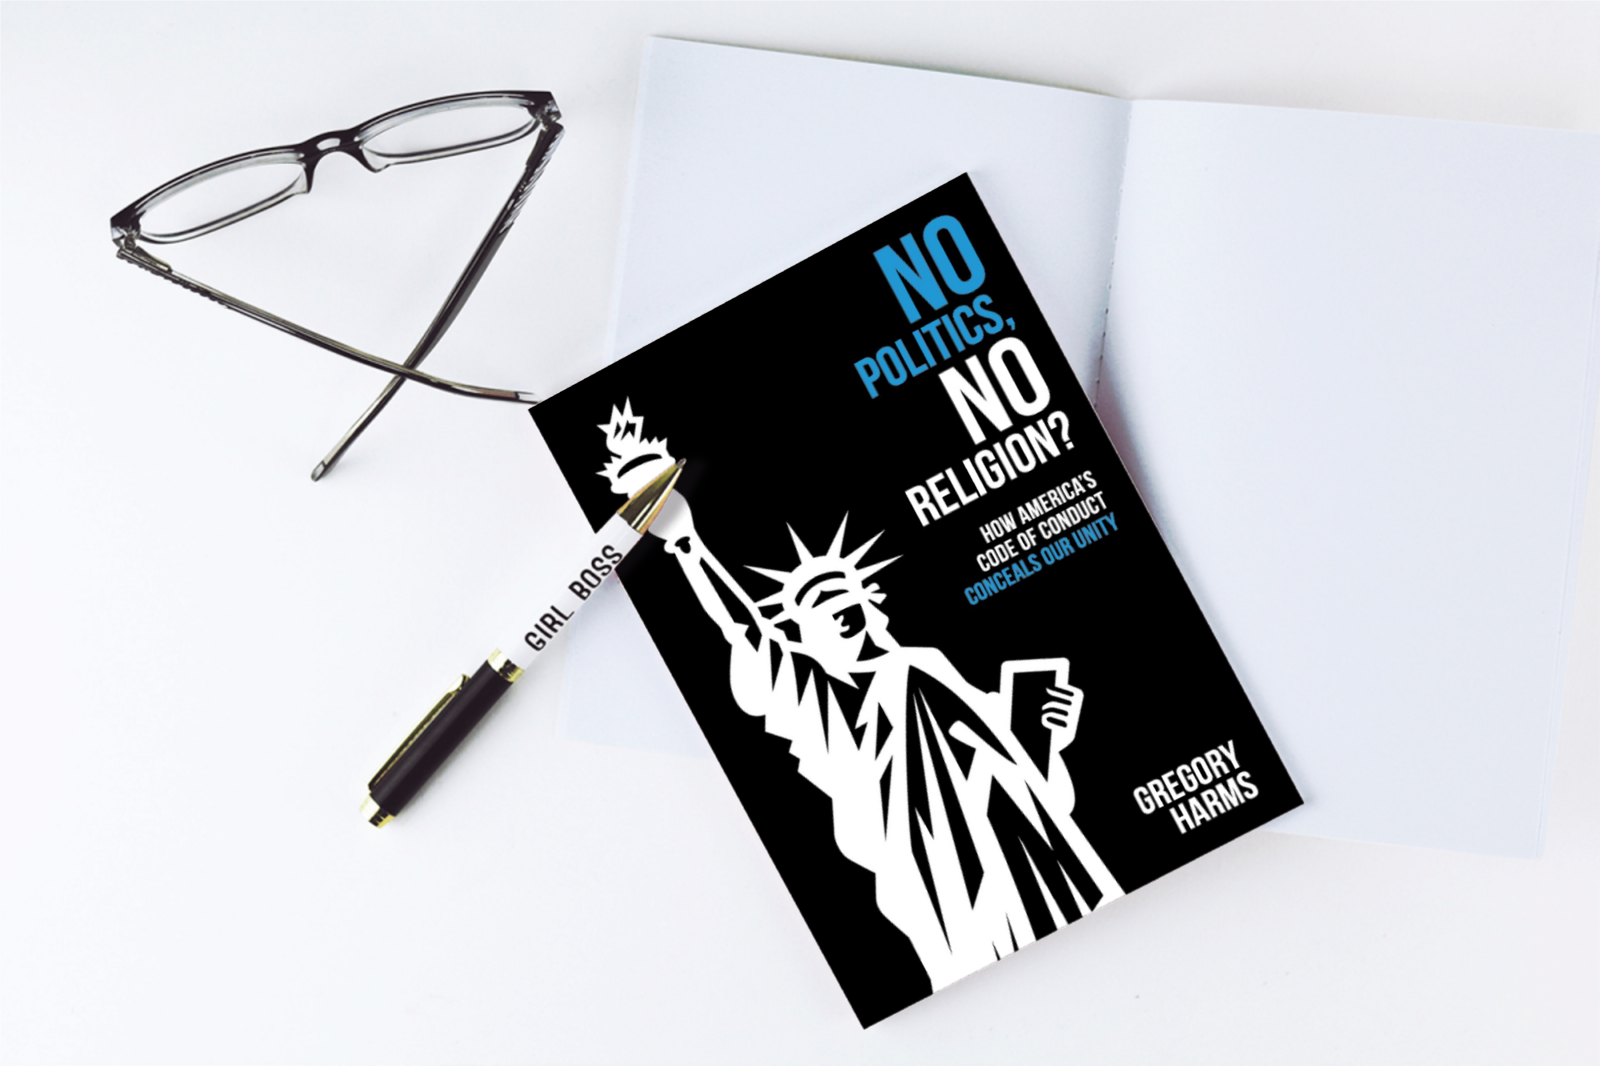 NO
POLITICS,
NO
RELIGION?
HOW AMERICA'S
CODE OF CONDUCT
CONCEALS OUR UNITY
GREGORY
HARMS
GIRL BOSS